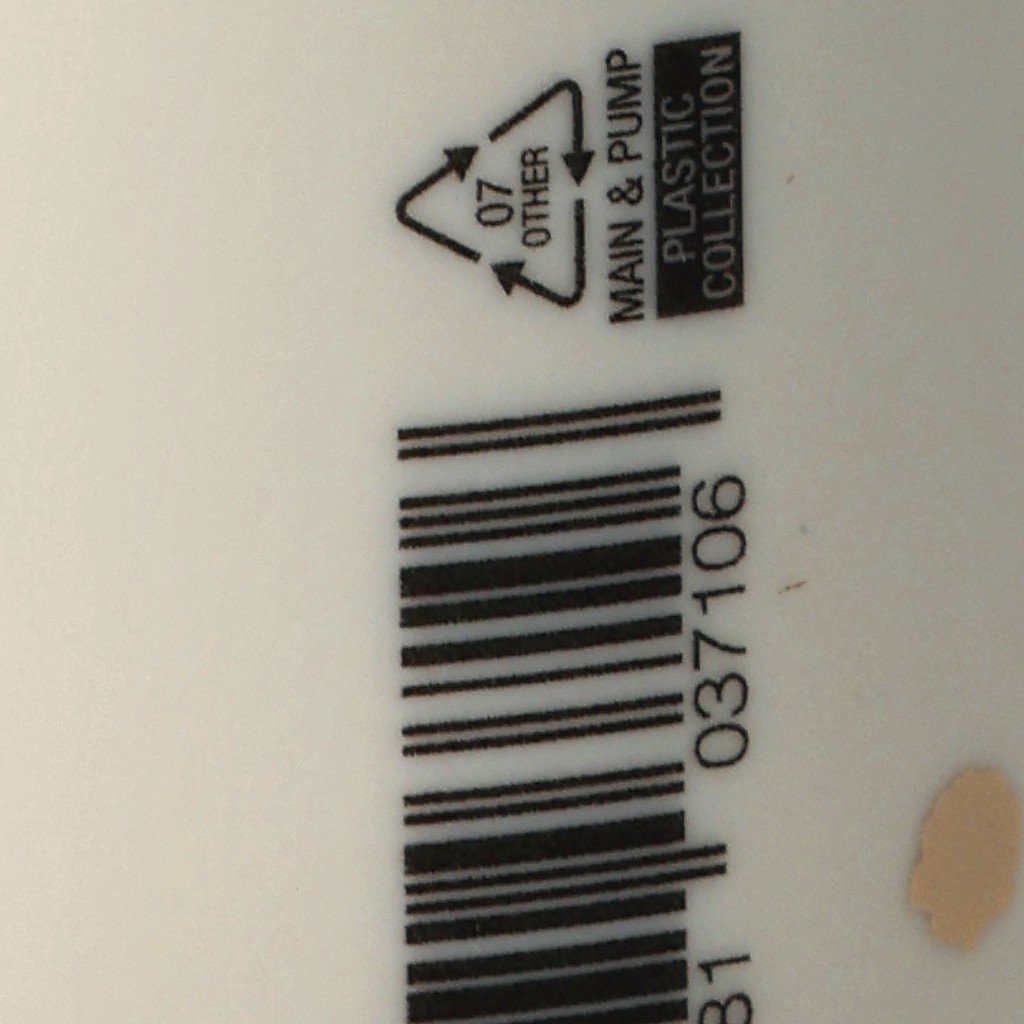 07
OTHER
MAIN & PUMP
PLASTIC
COLLECTION
037106